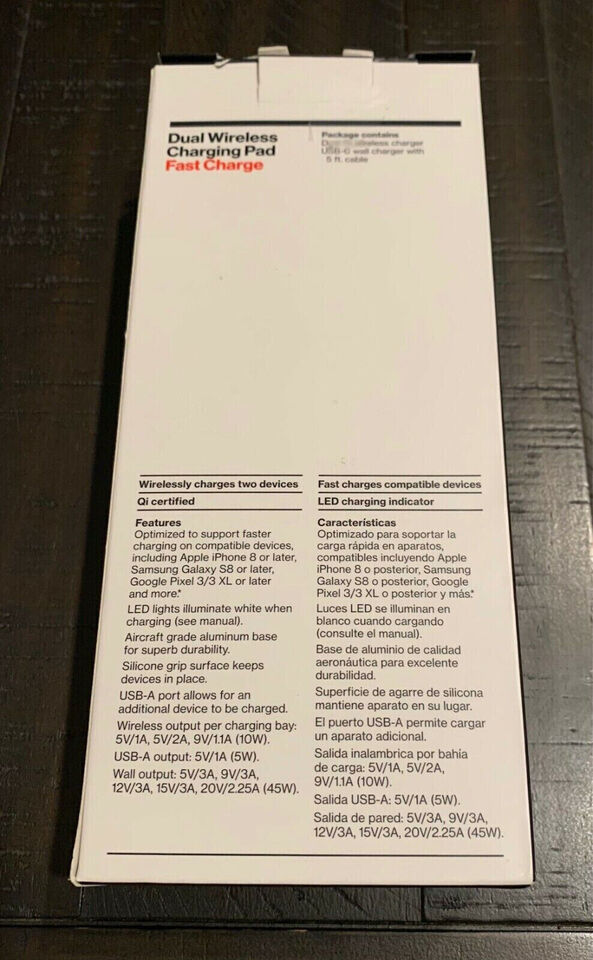 Dual Wireless
Charging Pad
Fast Charge
Package contains
wireless charger
wall charger with
5 ft. cable
Wirelessly charges two devices
Qi certified
Features
Optimized to support faster
charging on compatible devices,
including Apple iPhone 8 or later,
Samsung Galaxy S8 or later,
Google Pixel 3/3 XL or later
and more.*
LED lights illuminate white when
charging (see manual).
Aircraft grade aluminum base
for superb durability.
Silicone grip surface keeps
devices in place.
USB-A port allows for an
additional device to be charged.
Wireless output per charging bay:
5V/1A, 5V/2A, 9V/1.1A (10W).
USB-A output: 5V/1A (5W).
Wall output: 5V/3A, 9V/3A,
12V/3A, 15V/3A, 20V/2.25A (45W).
Fast charges compatible devices
LED charging indicator
Características
Optimizado para soportar la
carga rápida en aparatos,
compatibles incluyendo Apple
iPhone 8 o posterior, Samsung
Galaxy S8 o posterior, Google
Pixel 3/3 XL o posterior y más.*
Luces LED se illuminan en
blanco cuando cargando
(consulte el manual).
Base de aluminio de calidad
aeronáutica para excelente
durabilidad.
Superficie de agarre de silicona
mantiene aparato en su lugar.
El puerto USB-A permite cargar
un aparato adicional.
Salida inalambrica por bahía
de carga: 5V/1A, 5V/2A,
9V/1.1A (10W).
Salida USB-A: 5V/1A (5W).
Salida de pared: 5V/3A, 9V/3A,
12V/3A, 15V/3A, 20V/2.25A (45W).